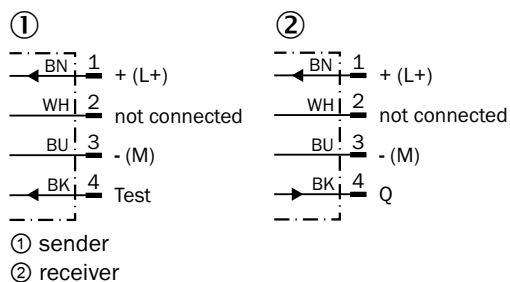 ① ②
BN 1 + (L+) BN 1 + (L+)
WH 2 not connected WH 2 not connected
BU 3 - (M) BU 3 - (M)
BK 4 Test BK 4 Q
① sender
② receiver